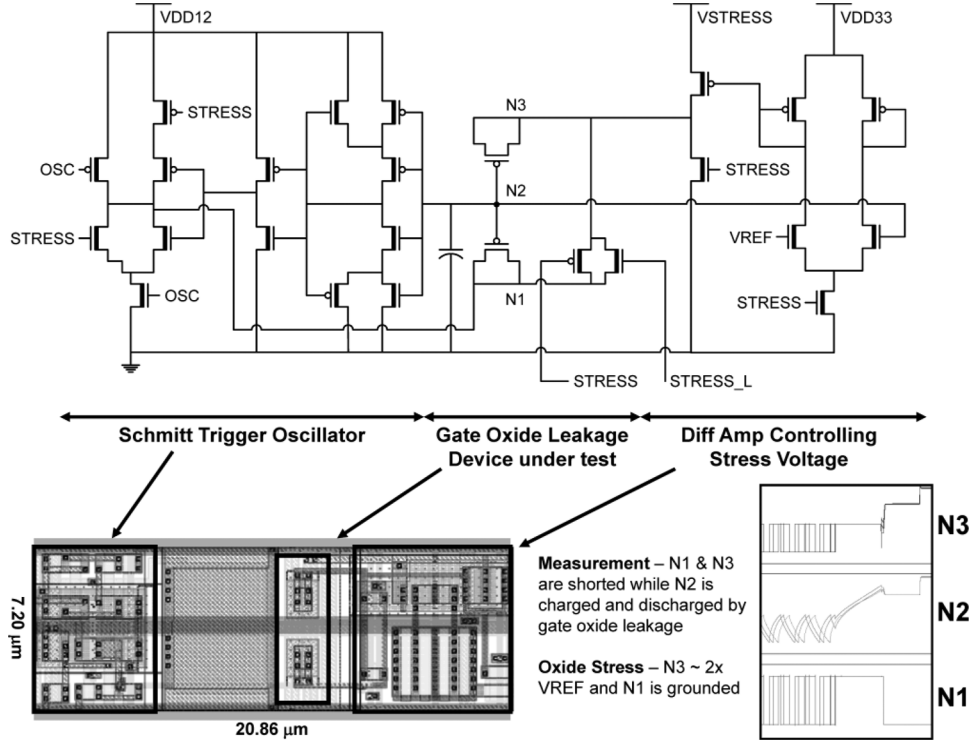 VDD12
VSTRESS
VDD33
STRESS
N3
OSC
STRESS
N2
STRESS
VREF
OSC
N1
STRESS
STRESS
STRESS_L
Schmitt Trigger Oscillator
Gate Oxide Leakage
Device under test
Diff Amp Controlling
Stress Voltage
7.20 μm
20.86 μm
Measurement – N1 & N3
are shorted while N2 is
charged and discharged by
gate oxide leakage
Oxide Stress – N3 ~ 2x
VREF and N1 is grounded
N3
N2
N1